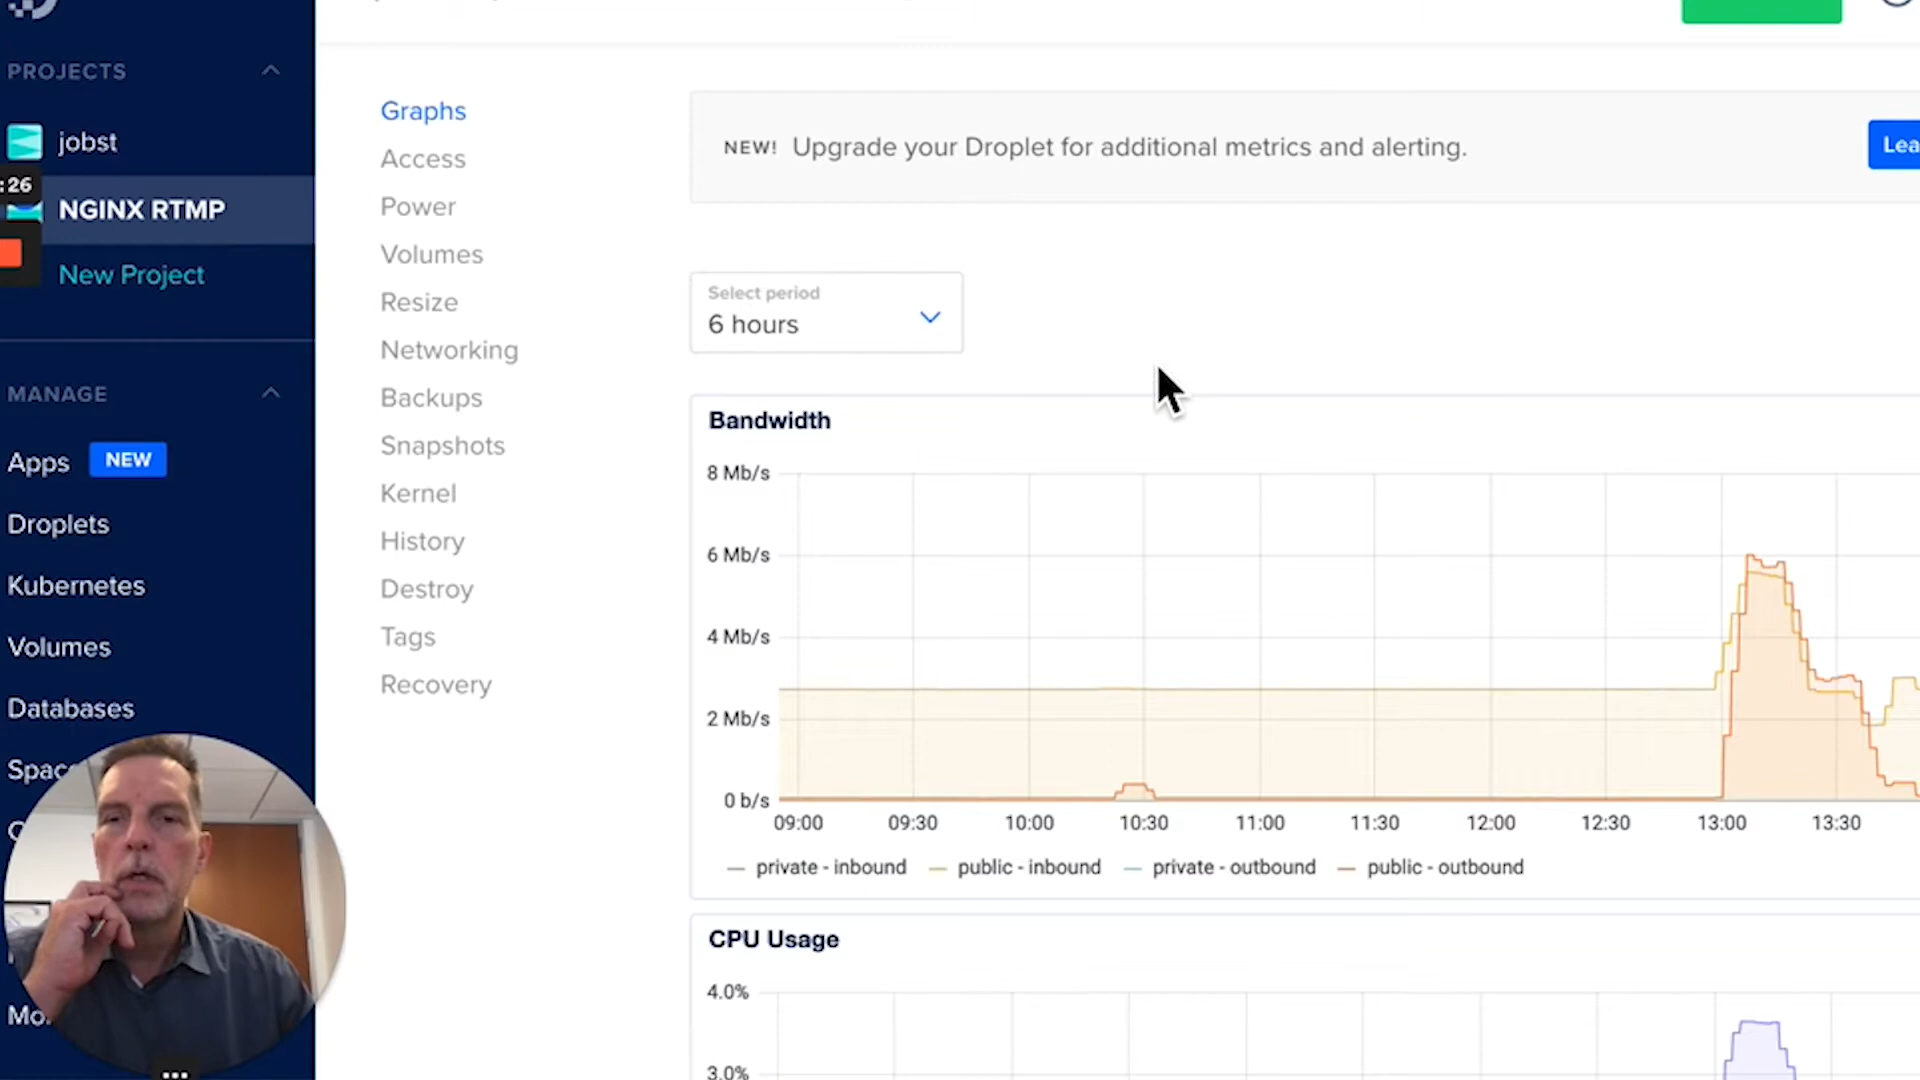 PROJECTS
jobst
:26
NGINX RTMP
New Project
MANAGE
Apps NEW
Droplets
Kubernetes
Volumes
Databases
Graphs
Access
Power
Volumes
Resize
Networking
Backups
Snapshots
Kernel
History
Destroy
Tags
Recovery
NEW! Upgrade your Droplet for additional metrics and alerting.
Lea
Select period
6 hours
Bandwidth
8 Mb/s
6 Mb/s
4 Mb/s
2 Mb/s
0 b/s
09:00 09:30 10:00 10:30 11:00 11:30 12:00 12:30 13:00 13:30
private - inbound public - inbound private - outbound public - outbound
CPU Usage
4.0%
3.0%